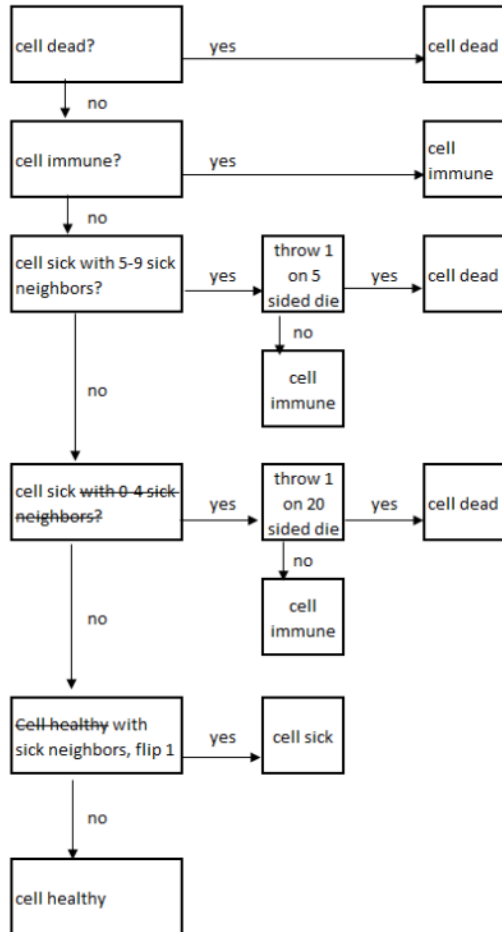 cell dead?
yes
cell dead
no
cell immune?
yes
cell
immune
no
cell sick with 5-9 sick
neighbors?
yes
throw 1
on 5
sided die
yes
cell dead
no
cell
immune
no
cell sick with 0-4 sick
neighbors?
yes
throw 1
on 20
sided die
yes
cell dead
no
cell
immune
no
Cell healthy with
sick neighbors, flip 1
yes
cell sick
no
cell healthy